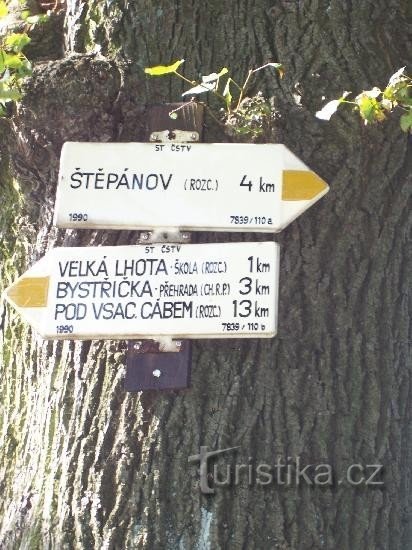 ST ČSTV
ŠTĚPÁNOV (ROZC.) 4 km
1990 7839/110 a
ST ČSTV
VELKÁ LHOTA - ŠKOLA (ROZC.) 1 km
BYSTŘIČKA - PŘEHRADA (CH.R.P.) 3 km
POD VSAC. CÁBEM (ROZC.) 13 km
1990 7839/110 b
Turistika.cz